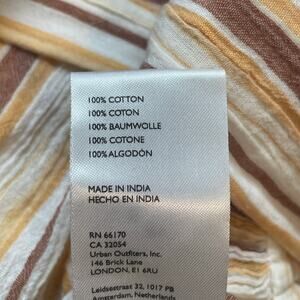 100% COTTON
100% COTON
100% BAUMWOLLE
100% COTONE
100% ALGODÓN
MADE IN INDIA
HECHO EN INDIA
RN 66170
CA 32054
Urban Outfitters, Inc.
146 Brick Lane
LONDON, E1 6RU
Leidsestraat 32, 1017 PB
Amsterdam, Netherlands